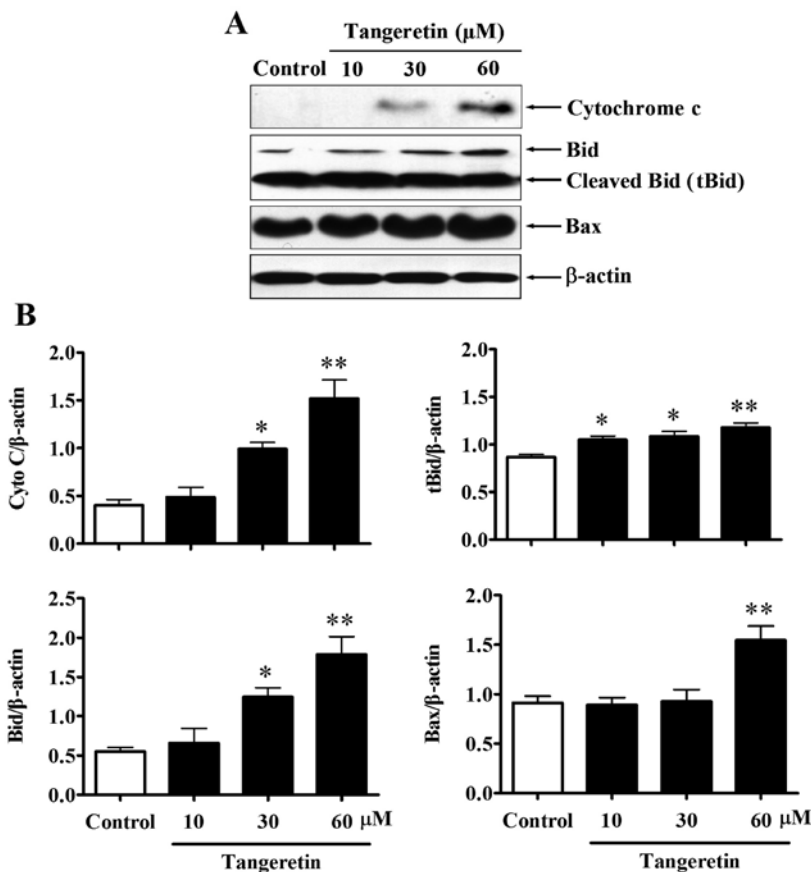 A
Tangeretin (μM)
Control 10 30 60
Cytochrome c
Bid
Cleaved Bid (tBid)
Bax
β-actin
B
Cyto C/β-actin
2.0
1.5
1.0
0.5
0.0
* **
tBid/β-actin
2.0
1.5
1.0
0.5
0.0
* * **
Bid/β-actin
2.5
2.0
1.5
1.0
0.5
0.0
* **
Control 10 30 60 μM
Tangeretin
Bax/β-actin
2.0
1.5
1.0
0.5
0.0
**
Control 10 30 60 μM
Tangeretin